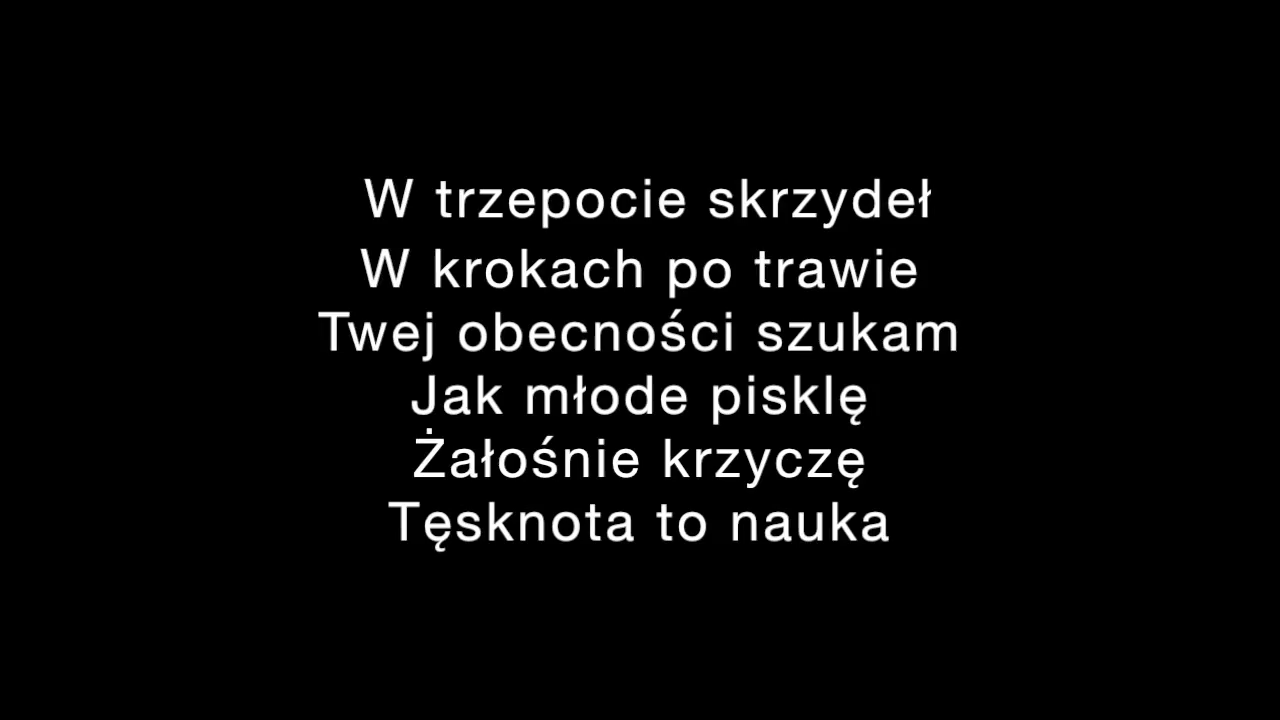 W trzepocie skrzydeł
W krokach po trawie
Twej obecności szukam
Jak młode pisklę
Żałośnie krzyczę
Tęsknota to nauka